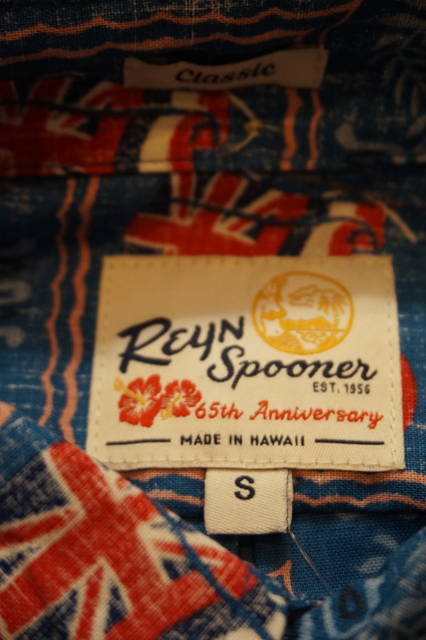 Classic
REYN
Spooner
EST. 1956
65th Anniversary
MADE IN HAWAII
S